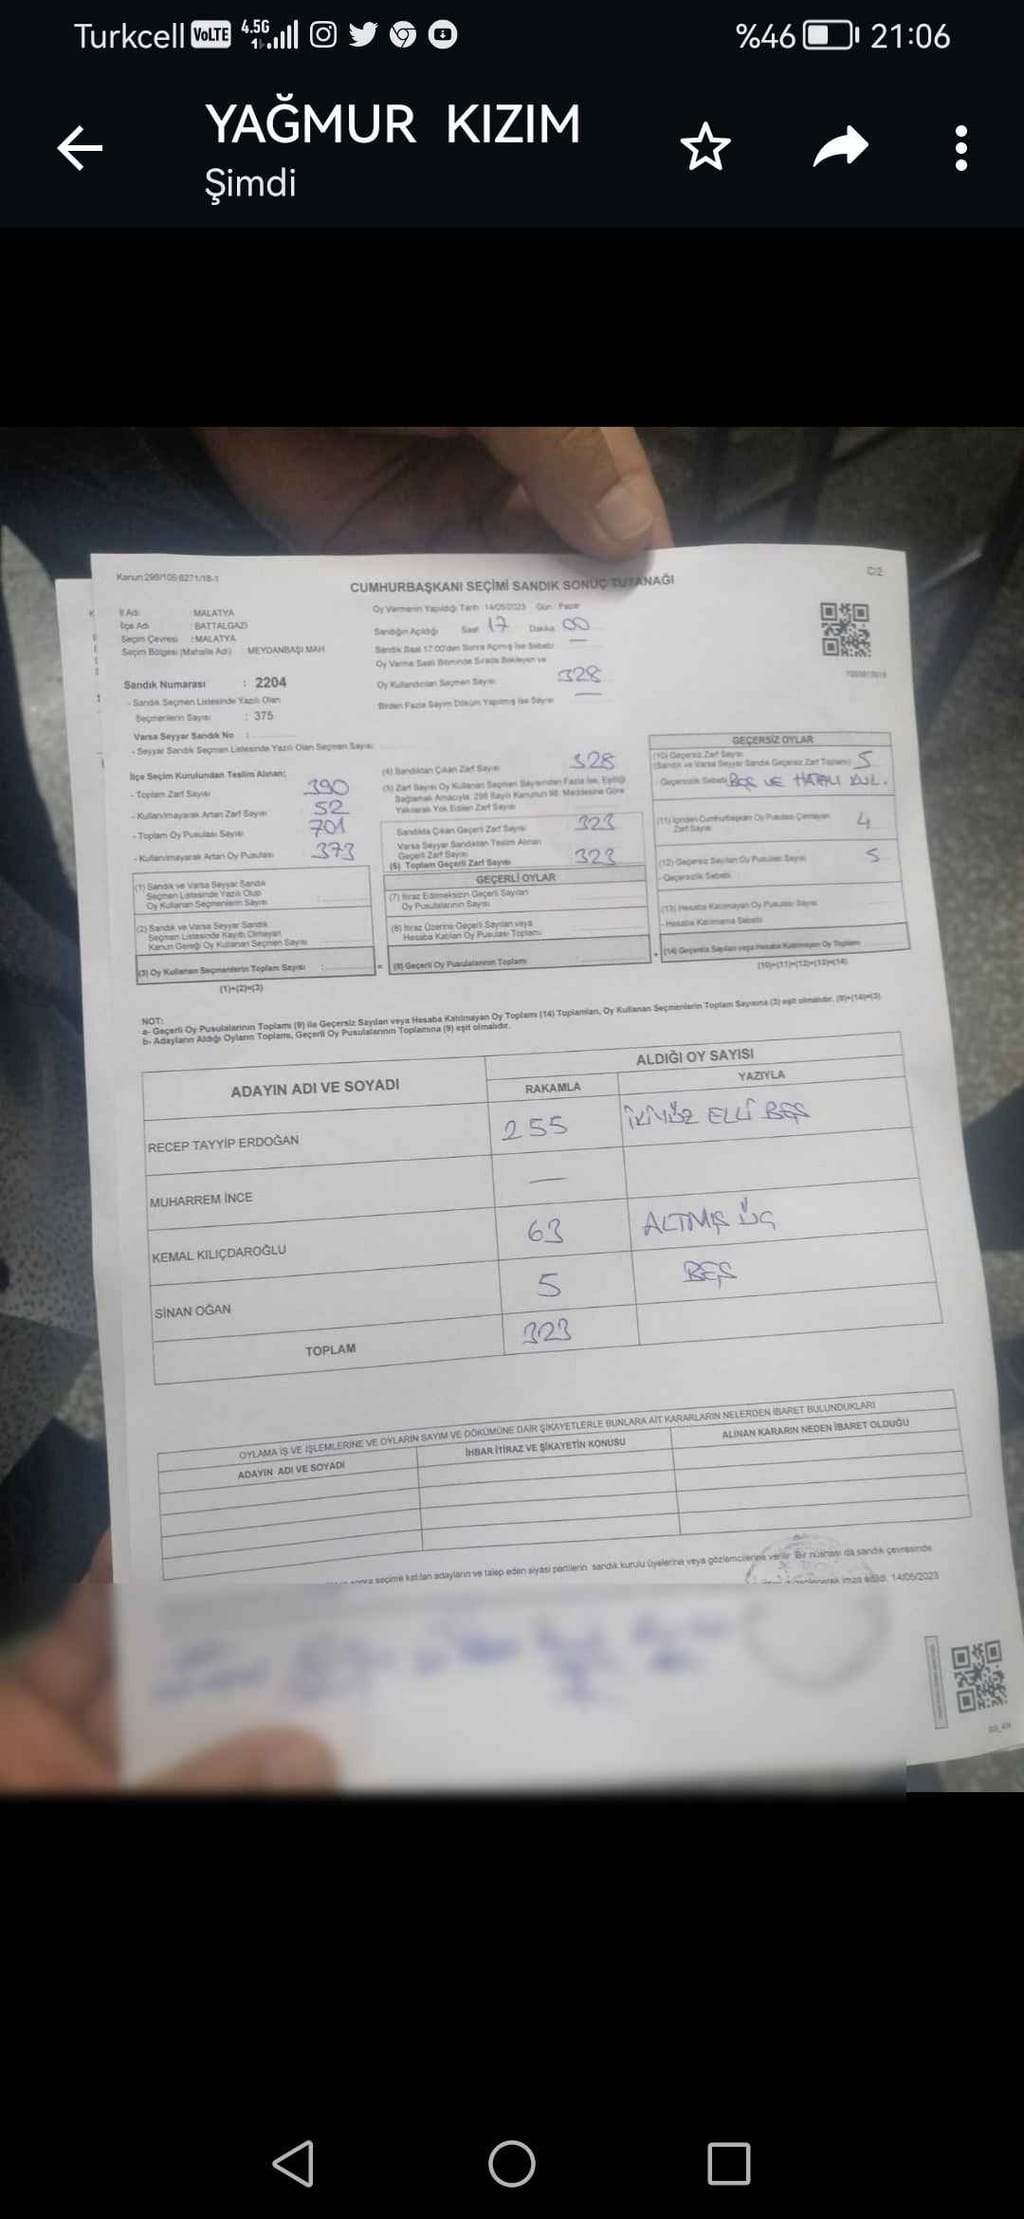 Turkcell VoLTE 4.5G %46 21:06
YAĞMUR KIZIM
Şimdi
Kanun:298/105 6271/18-1
C/2
CUMHURBAŞKANI SEÇİMİ SANDIK SONUÇ TUTANAĞI
İl Adı : MALATYA
İlçe Adı : BATTALGAZİ
Seçim Çevresi : MALATYA
Seçim Bölgesi (Mahalle Adı) MEYDANBAŞI MAH
Sandık Numarası : 2204
- Sandık Seçmen Listesinde Yazılı Olan
Seçmenlerin Sayısı : 375
Varsa Seyyar Sandık No :
- Seyyar Sandık Seçmen Listesinde Yazılı Olan Seçmen Sayısı
Oy Vermenin Yapıldığı Tarih 14/05/2023 Gün : Pazar
Sandığın Açıldığı Saat 17 Dakika 00
Sandık Saat 17:00'den Sonra Açılmış İse Sebebi
Oy Verme Saati Bitiminde Sırada Bekleyen ve
Oy Kullandırılan Seçmen Sayısı 328
Birden Fazla Sayım Döküm Yapılmış İse Sayısı
İlçe Seçim Kurulundan Teslim Alınan;
- Toplam Zarf Sayısı 390
- Kullanılmayarak Artan Zarf Sayısı 52
- Toplam Oy Pusulası Sayısı 701
- Kullanılmayarak Artan Oy Pusulası 373
(4) Sandıktan Çıkan Zarf Sayısı 328
(5) Zarf Sayısı Oy Kullanan Seçmen Sayısından Fazla İse, Eşitliği
Sağlamak Amacıyla, 298 Sayılı Kanunun 98. Maddesine Göre
Yakılarak Yok Edilen Zarf Sayısı
Sandıkta Çıkan Geçerli Zarf Sayısı 323
Varsa Seyyar Sandıktan Teslim Alınan
Geçerli Zarf Sayısı
(6) Toplam Geçerli Zarf Sayısı 323
GEÇERSİZ OYLAR
(10) Geçersiz Zarf Sayısı
(Sandık ve Varsa Seyyar Sandık Geçersiz Zarf Toplamı) 5
- Geçersizlik Sebebi BOŞ VE HATALI KUL.
(11) İçinden Cumhurbaşkanı Oy Pusulası Çıkmayan
Zarf Sayısı 4
(12) Geçersiz Sayılan Oy Pusulası Sayısı 5
- Geçersizlik Sebebi
(13) Hesaba Katılmayan Oy Pusulası Sayısı
- Hesaba Katılmama Sebebi
(14) Geçersiz Sayılan veya Hesaba Katılmayan Oy Toplamı
(10)+(11)+(12)+(13)=(14)
(1) Sandık ve Varsa Seyyar Sandık
Seçmen Listesinde Yazılı Olup
Oy Kullanan Seçmenlerin Sayısı
(2) Sandık ve Varsa Seyyar Sandık
Seçmen Listesinde Kayıtlı Olmayan
Kanun Gereği Oy Kullanan Seçmen Sayısı
(3) Oy Kullanan Seçmenlerin Toplam Sayısı :
(1)+(2)=(3)
GEÇERLİ OYLAR
(7) İtiraz Edilmeksizin Geçerli Sayılan
Oy Pusulalarının Sayısı
(8) İtiraz Üzerine Geçerli Sayılan veya
Hesaba Katılan Oy Pusulası Toplamı
(9) Geçerli Oy Pusulalarının Toplamı
NOT:
a- Geçerli Oy Pusulalarının Toplamı (9) ile Geçersiz Sayılan veya Hesaba Katılmayan Oy Toplamı (14) Toplamları, Oy Kullanan Seçmenlerin Toplam Sayısına (3) eşit olmalıdır. (9)+(14)=(3)
b- Adayların Aldığı Oyların Toplamı, Geçerli Oy Pusulalarının Toplamına (9) eşit olmalıdır.
ADAYIN ADI VE SOYADI
ALDIĞI OY SAYISI
RAKAMLA YAZIYLA
RECEP TAYYİP ERDOĞAN 255 İKİYÜZ ELLİ BEŞ
MUHARREM İNCE —
KEMAL KILIÇDAROĞLU 63 ALTMIŞ ÜÇ
SİNAN OĞAN 5 BEŞ
TOPLAM 323
OYLAMA İŞ VE İŞLEMLERİNE VE OYLARIN SAYIM VE DÖKÜMÜNE DAİR ŞİKAYETLERLE BUNLARA AİT KARARLARIN NELERDEN İBARET BULUNDUKLARI
ADAYIN ADI VE SOYADI İHBAR İTİRAZ VE ŞİKAYETİN KONUSU ALINAN KARARIN NEDEN İBARET OLDUĞU
seçime katılan adayların ve talep eden siyasi partilerin sandık kurulu üyelerine veya gözlemcilerine verilir. Bir nüshası da sandık çevresinde
imza edildi. 14/05/2023